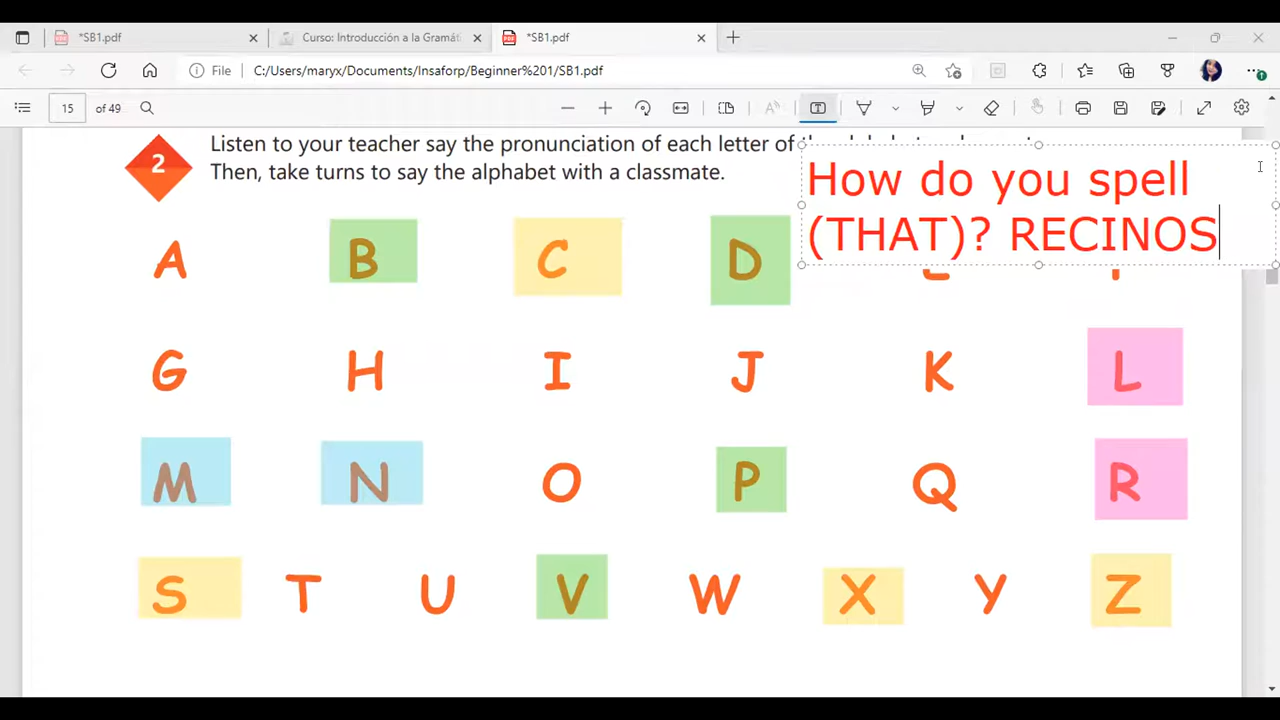 *SB1.pdf
Curso: Introducción a la Gramát
*SB1.pdf
File
C:/Users/maryx/Documents/Insaforp/Beginner%201/SB1.pdf
15 of 49
2
Listen to your teacher say the pronunciation of each letter of
Then, take turns to say the alphabet with a classmate.
How do you spell
(THAT)? RECINOS
A B C D
G H I J K L
M N O P Q R
S T U V W X Y Z